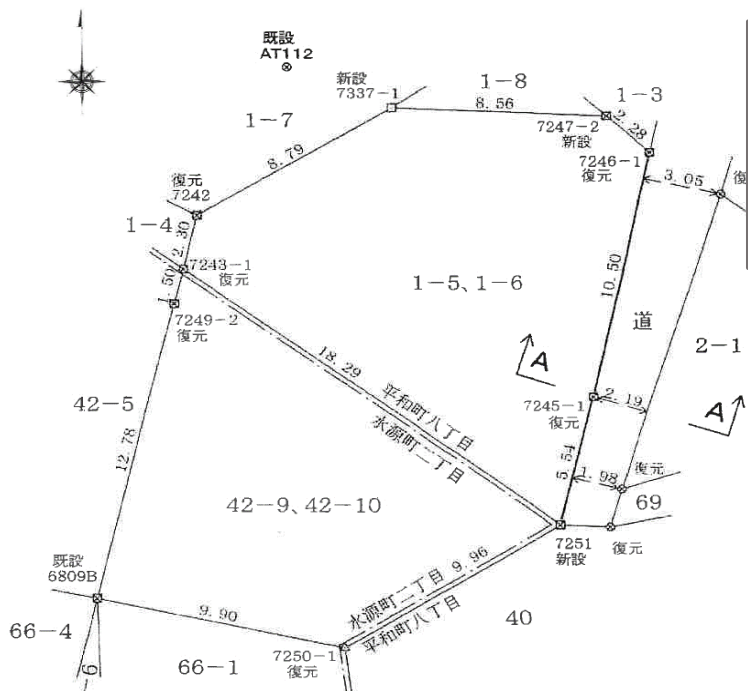 既設
AT112
新設
7337-1
1-8
8.56
1-3
7247-2
新設
2.28
7246-1
復元
1-7
8.79
3.05
復
復元
7242
1-4
2.30
7243-1
復元
1.50
7249-2
復元
1-5、1-6
10.50
道
2-1
18.29
平和町八丁目
水源町二丁目
A
A
7245-1
復元
2.19
42-5
12.78
5.54
1.98
復元
69
42-9、42-10
7251
新設
復元
既設
6809B
水源町二丁目
9.96
平和町八丁目
40
9.90
66-4
66-1
7250-1
復元